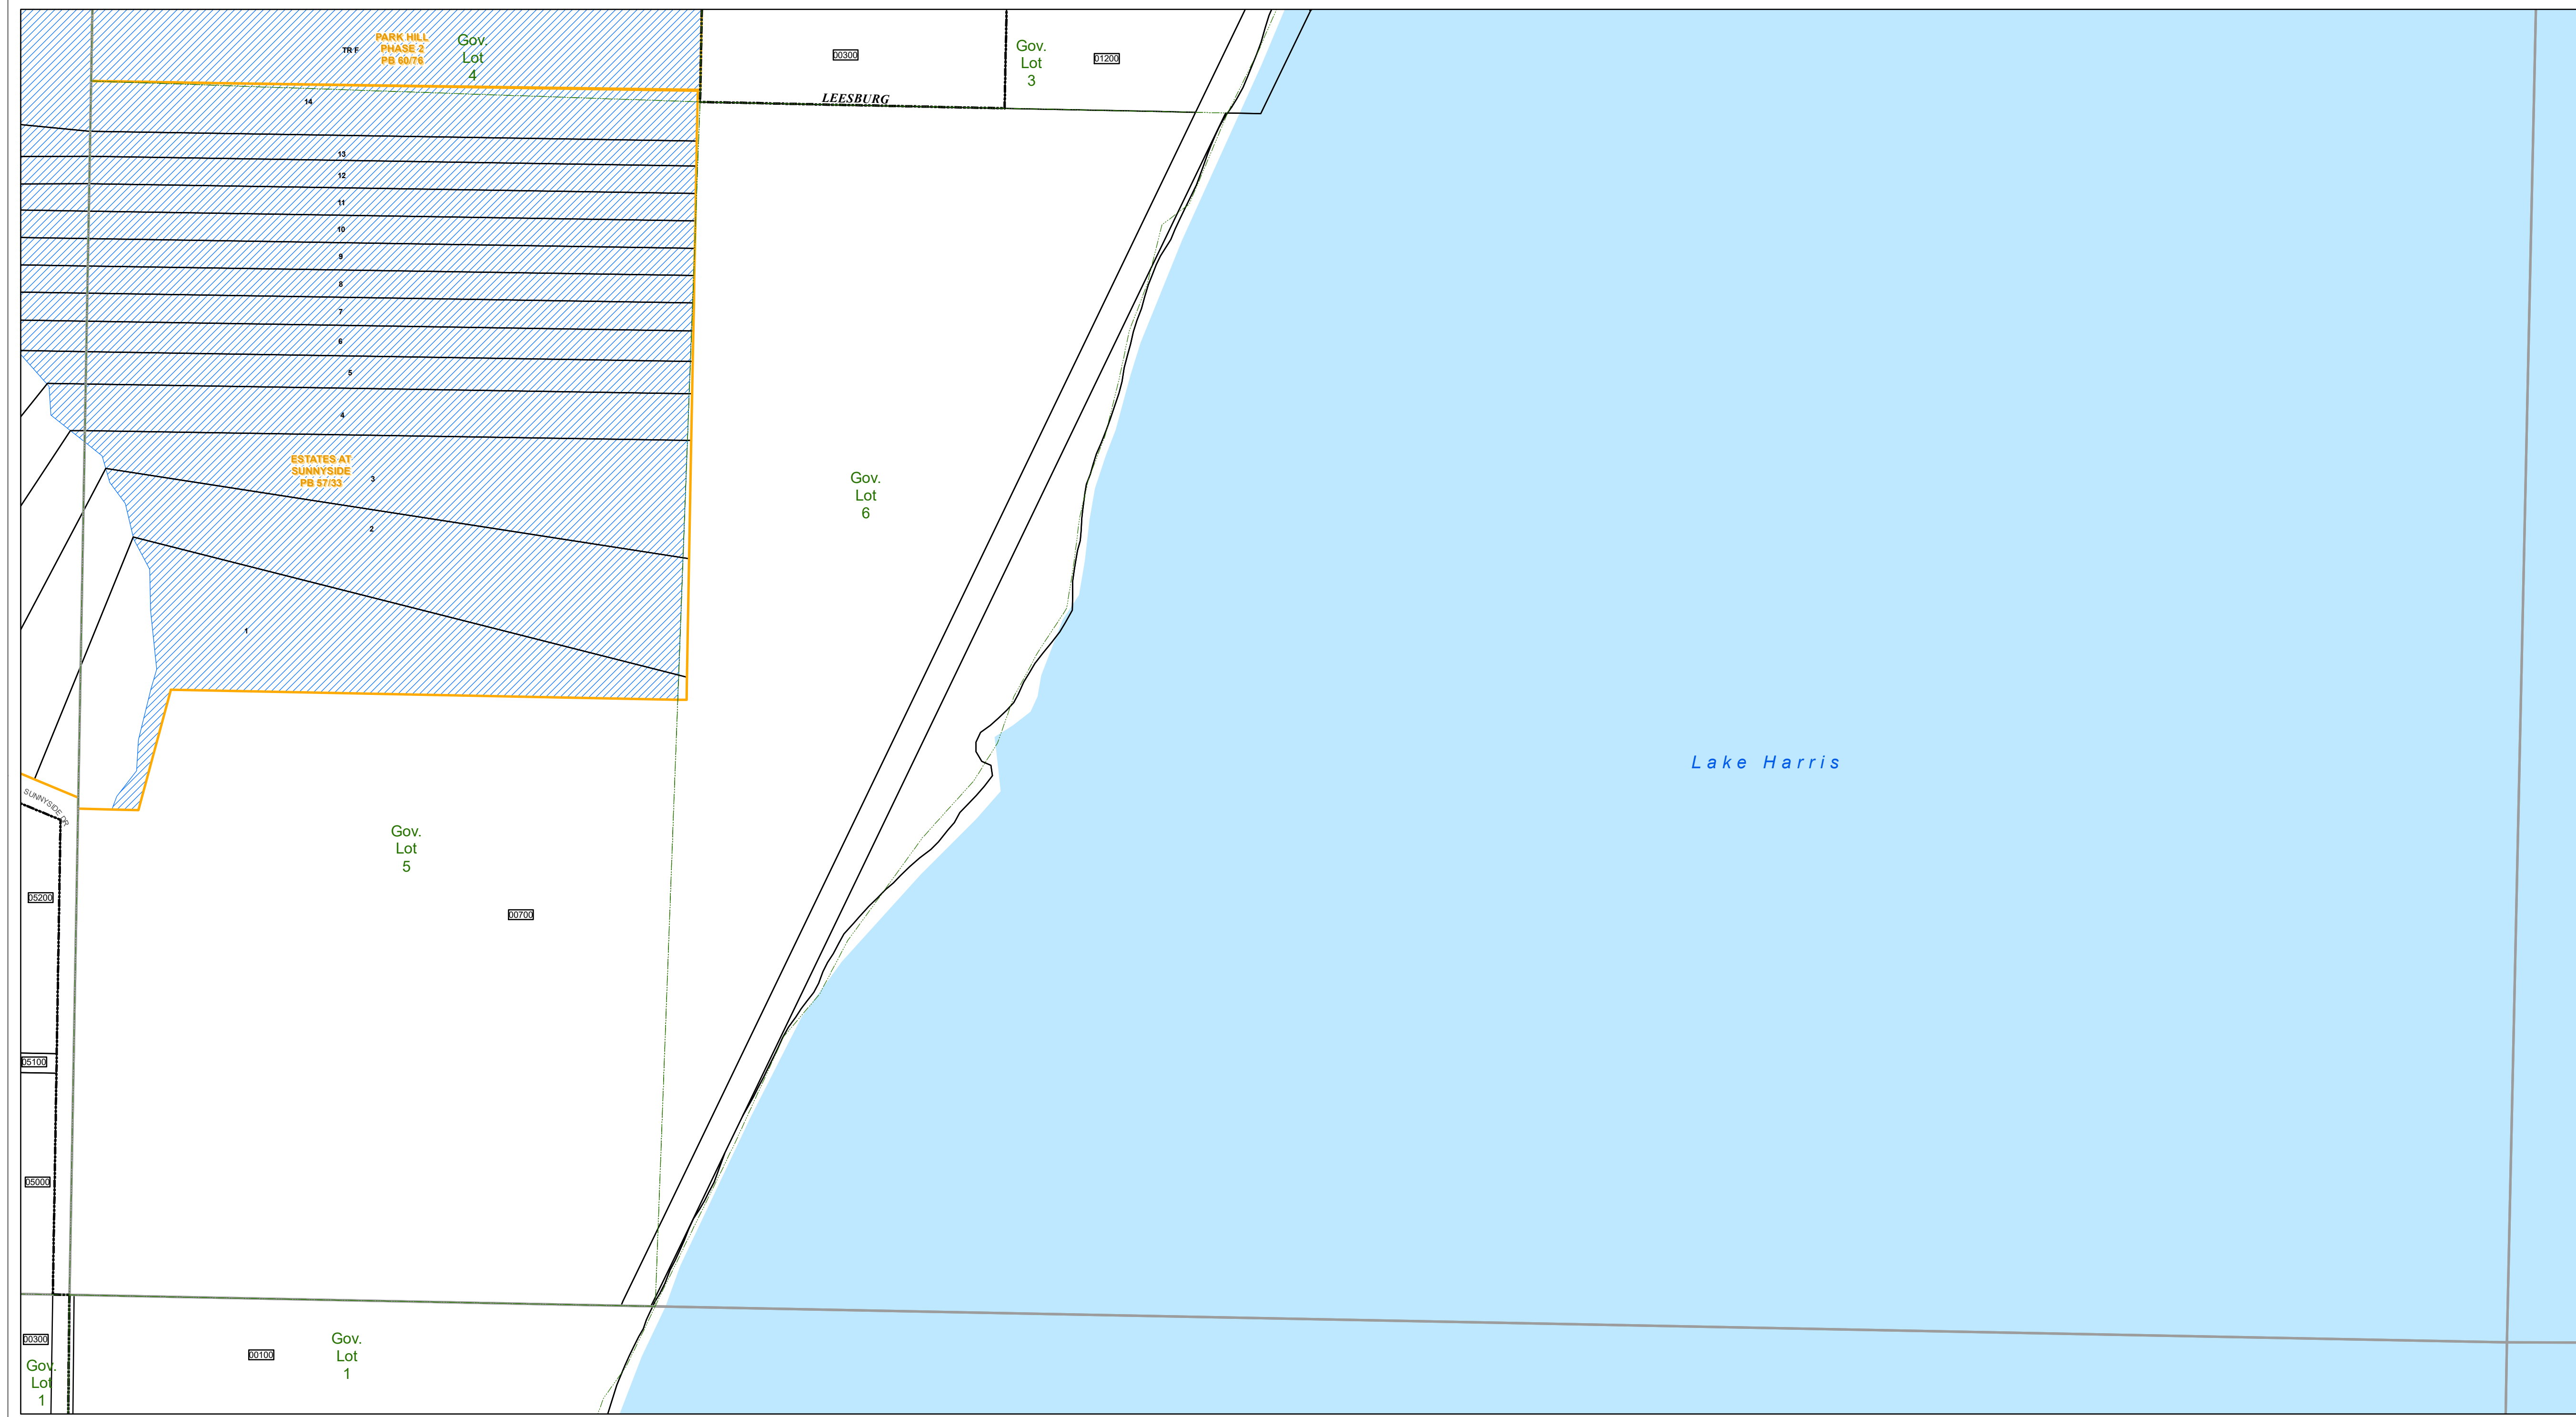 PARK HILL
PHASE 2
PB 60/76
TR F
Gov.
Lot
4
00300
Gov.
Lot
3
01200
LEESBURG
14
13
12
11
10
9
8
7
6
5
4
ESTATES AT
SUNNYSIDE
PB 57/33
3
2
1
Gov.
Lot
6
Lake Harris
SUNNYSIDE DR
Gov.
Lot
5
05200
00700
05100
05000
00300
Gov.
Lot
1
00100
Gov.
Lot
1